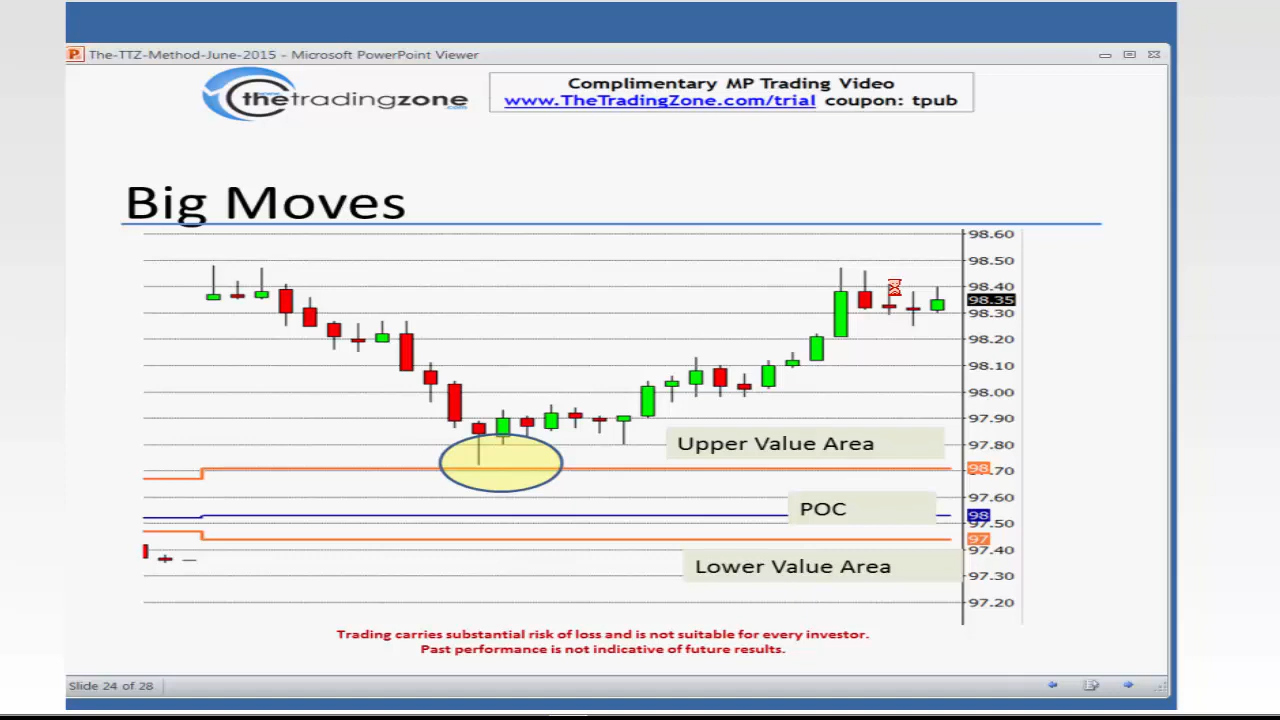 The-TTZ-Method-June-2015 - Microsoft PowerPoint Viewer
thetradingzone
.com
Complimentary MP Trading Video
www.TheTradingZone.com/trial coupon: tpub
Big Moves
98.60
98.50
98.40
98.35
98.30
98.20
98.10
98.00
97.90
97.80
Upper Value Area
98
.70
97.60
POC
98
97.50
97
97.40
Lower Value Area
97.30
97.20
Trading carries substantial risk of loss and is not suitable for every investor.
Past performance is not indicative of future results.
Slide 24 of 28